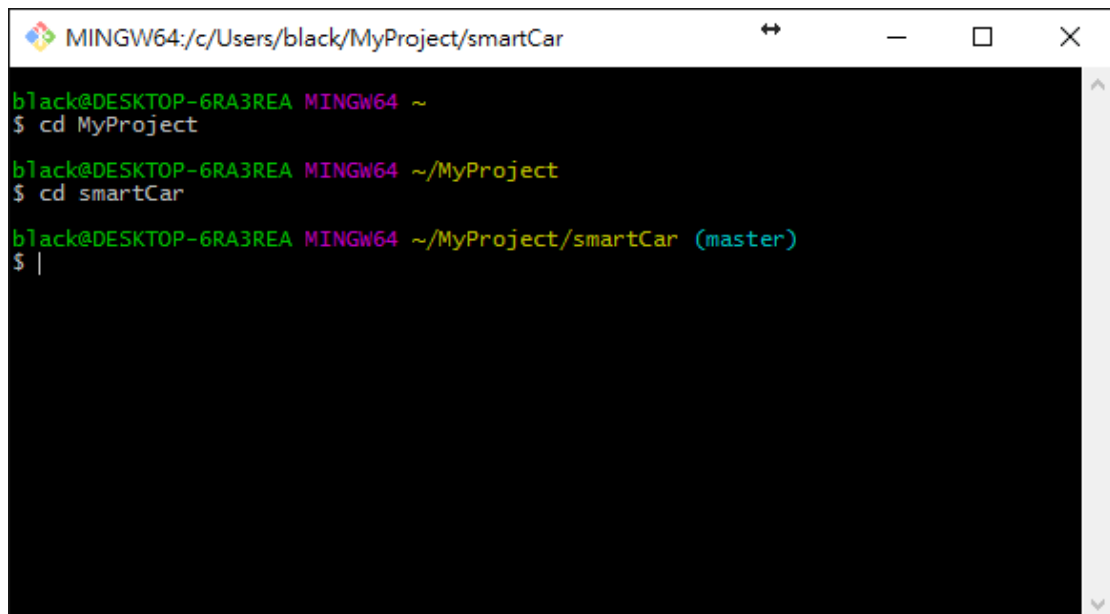 MINGW64:/c/Users/black/MyProject/smartCar
black@DESKTOP-6RA3REA MINGW64 ~
$ cd MyProject
black@DESKTOP-6RA3REA MINGW64 ~/MyProject
$ cd smartCar
black@DESKTOP-6RA3REA MINGW64 ~/MyProject/smartCar (master)
$